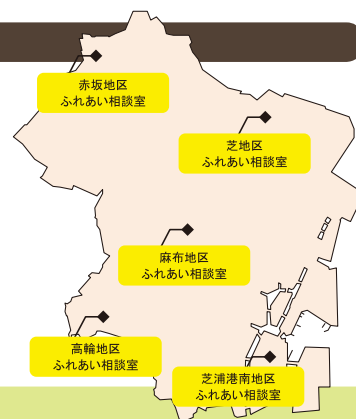 赤坂地区
ふれあい相談室
芝地区
ふれあい相談室
麻布地区
ふれあい相談室
高輪地区
ふれあい相談室
芝浦港南地区
ふれあい相談室